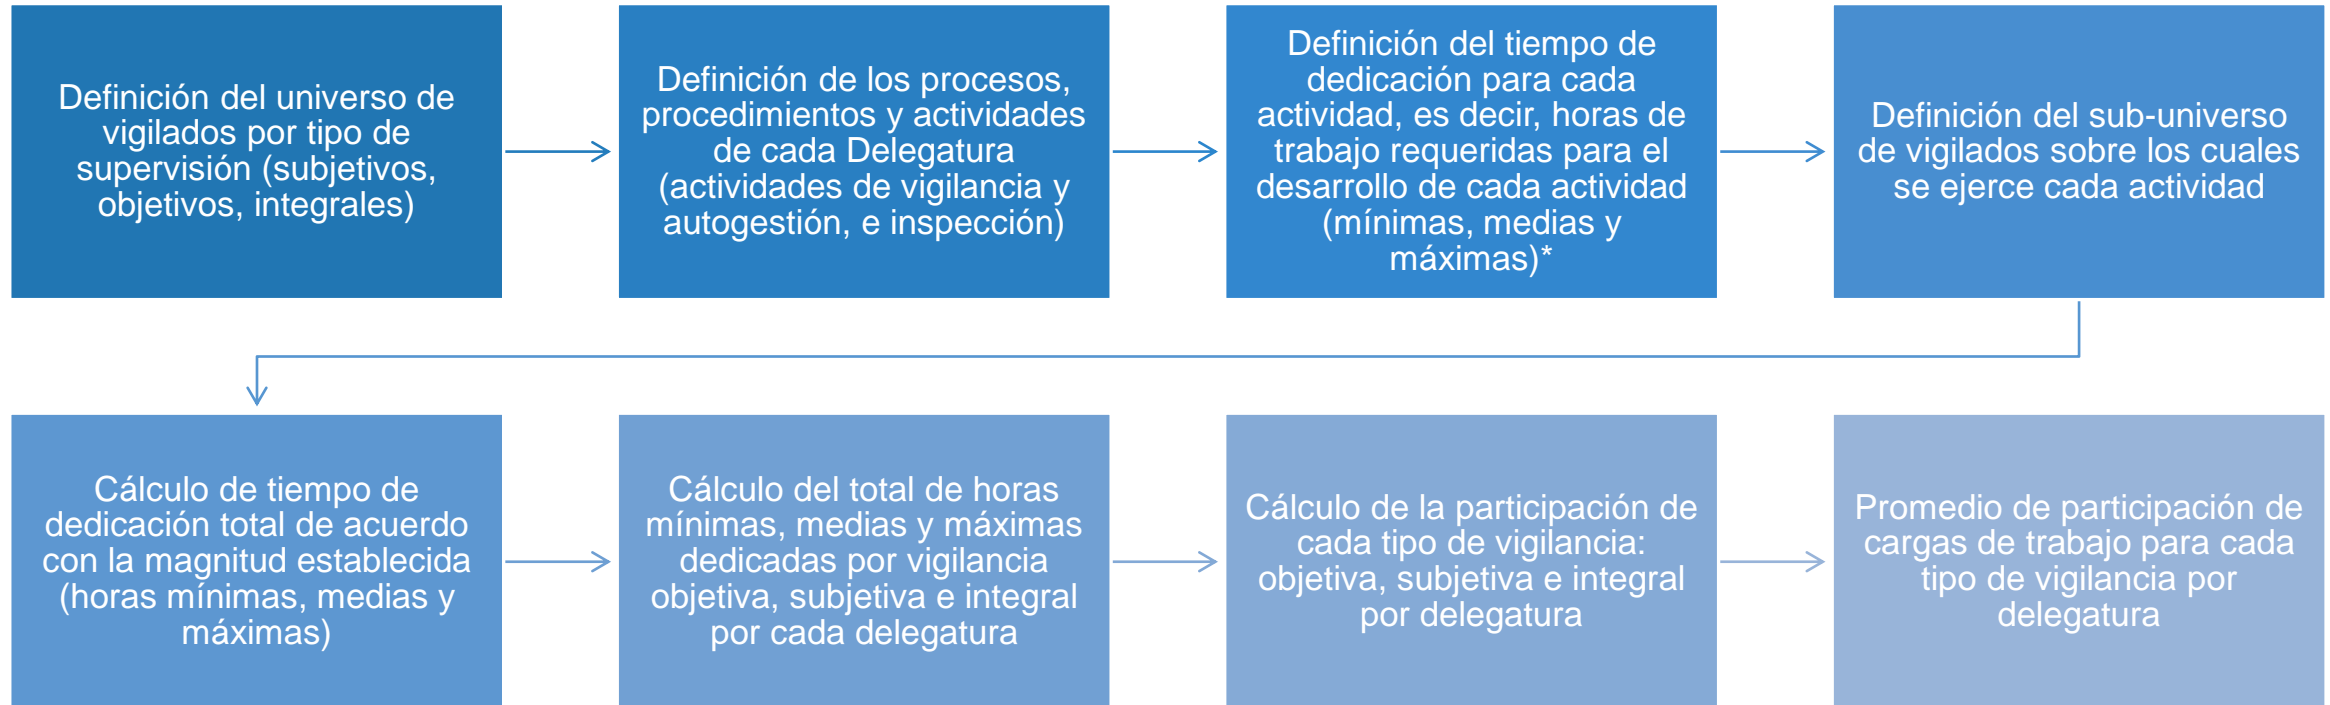 Definición del universo de
vigilados por tipo de
supervisión (subjetivos,
objetivos, integrales)
Definición de los procesos,
procedimientos y actividades
de cada Delegatura
(actividades de vigilancia y
autogestión, e inspección)
Definición del tiempo de
dedicación para cada
actividad, es decir, horas de
trabajo requeridas para el
desarrollo de cada actividad
(mínimas, medias y
máximas)*
Definición del sub-universo
de vigilados sobre los cuales
se ejerce cada actividad
Cálculo de tiempo de
dedicación total de acuerdo
con la magnitud establecida
(horas mínimas, medias y
máximas)
Cálculo del total de horas
mínimas, medias y máximas
dedicadas por vigilancia
objetiva, subjetiva e integral
por cada delegatura
Cálculo de la participación de
cada tipo de vigilancia:
objetiva, subjetiva e integral
por delegatura
Promedio de participación de
cargas de trabajo para cada
tipo de vigilancia por
delegatura